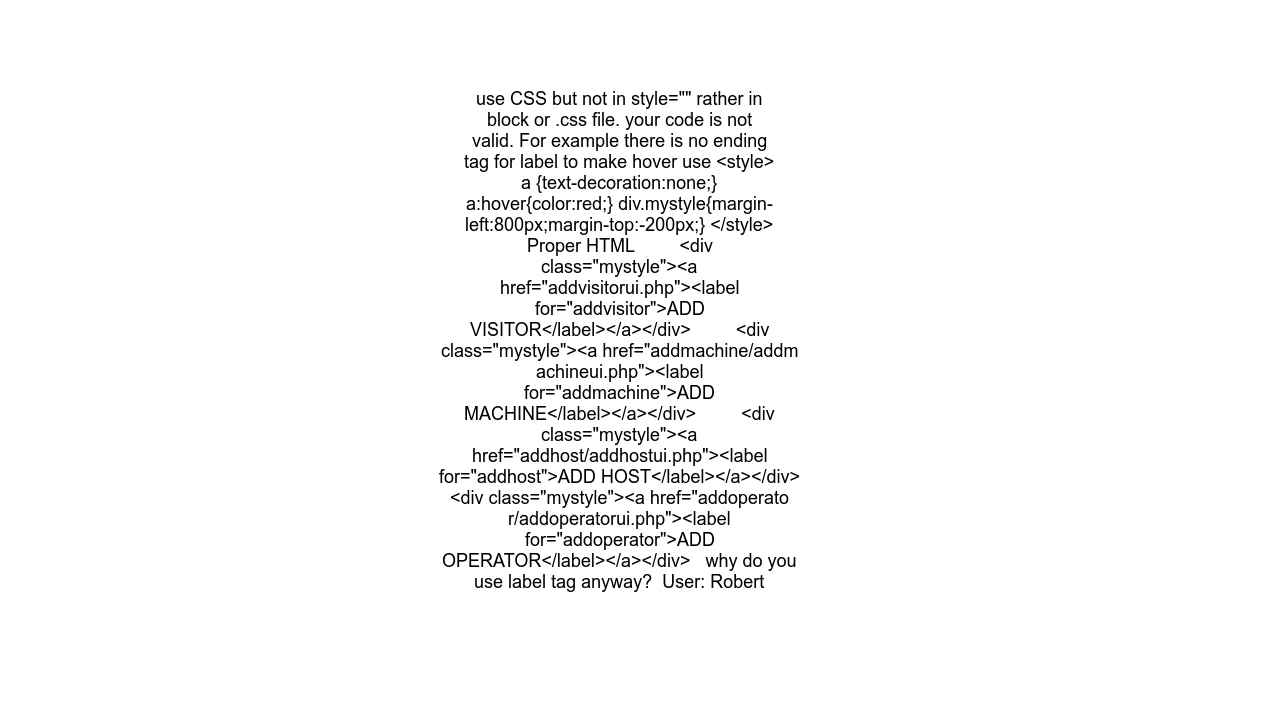 use CSS but not in style="" rather in
block or .css file. your code is not
valid. For example there is no ending
tag for label to make hover use <style>
a {text-decoration:none;}
a:hover{color:red;} div.mystyle{margin-
left:800px;margin-top:-200px;} </style>
Proper HTML <div
class="mystyle"><a
href="addvisitorui.php"><label
for="addvisitor">ADD
VISITOR</label></a></div> <div
class="mystyle"><a href="addmachine/addm
achineui.php"><label
for="addmachine">ADD
MACHINE</label></a></div> <div
class="mystyle"><a
href="addhost/addhostui.php"><label
for="addhost">ADD HOST</label></a></div>
<div class="mystyle"><a href="addoperato
r/addoperatorui.php"><label
for="addoperator">ADD
OPERATOR</label></a></div> why do you
use label tag anyway? User: Robert